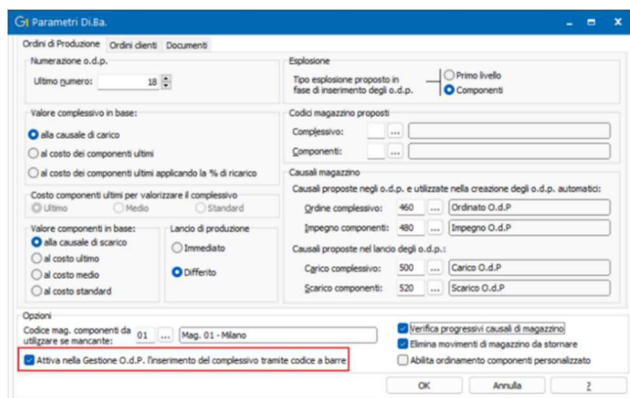 G1 Parametri Di.Ba.
Ordini di Produzione Ordini clienti Documenti
Numerazione o.d.p.
Ultimo numero: 18
Esplosione
Tipo esplosione proposto in
fase di inserimento degli o.d.p.
Primo livello
Componenti
Valore complessivo in base:
alla causale di carico
al costo dei componenti ultimi
al costo dei componenti ultimi applicando la % di ricarico
Codici magazzino proposti
Complessivo: ...
Componenti: ...
Costo componenti ultimi per valorizzare il complessivo
Ultimo Medio Standard
Valore componenti in base:
alla causale di scarico
al costo ultimo
al costo medio
al costo standard
Lancio di produzione
Immediato
Differito
Causali magazzino
Causali proposte negli o.d.p. e utilizzate nella creazione degli o.d.p. automatici:
Ordine complessivo: 460 ... Ordinato O.d.P
Impegno componenti: 480 ... Impegno O.d.P
Causali proposte nel lancio degli o.d.p.:
Carico complessivo: 500 ... Carico O.d.P
Scarico componenti: 520 ... Scarico O.d.P
Opzioni
Codice mag. componenti da
utilizzare se mancante: 01 ... Mag. 01 - Milano
Attiva nella Gestione O.d.P. l'inserimento del complessivo tramite codice a barre
Verifica progressivi causali di magazzino
Elimina movimenti di magazzino da stornare
Abilita ordinamento componenti personalizzato
OK Annulla ?